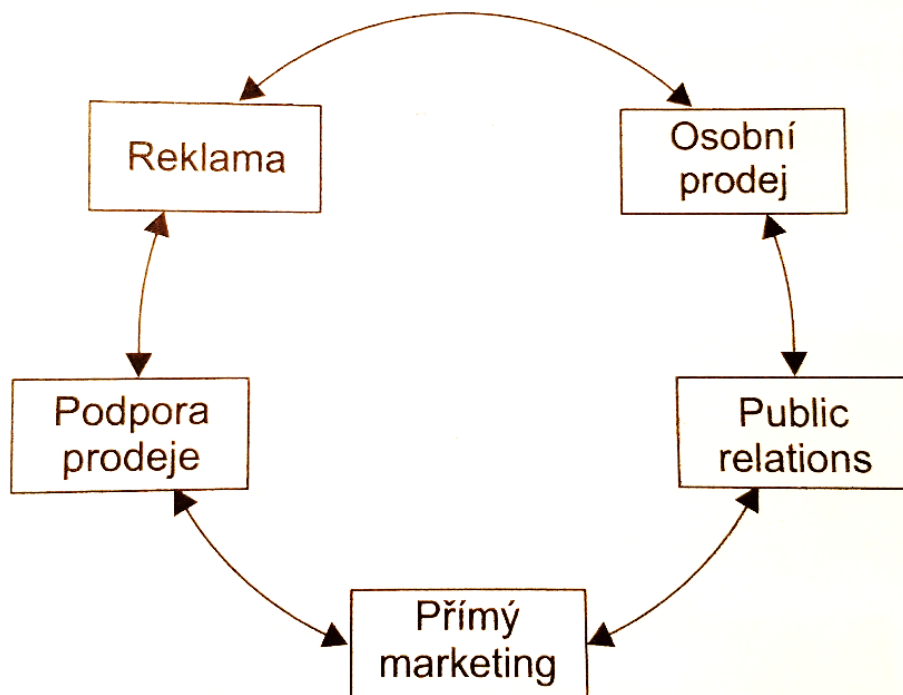 Reklama
Osobní
prodej
Podpora
prodeje
Public
relations
Přímý
marketing